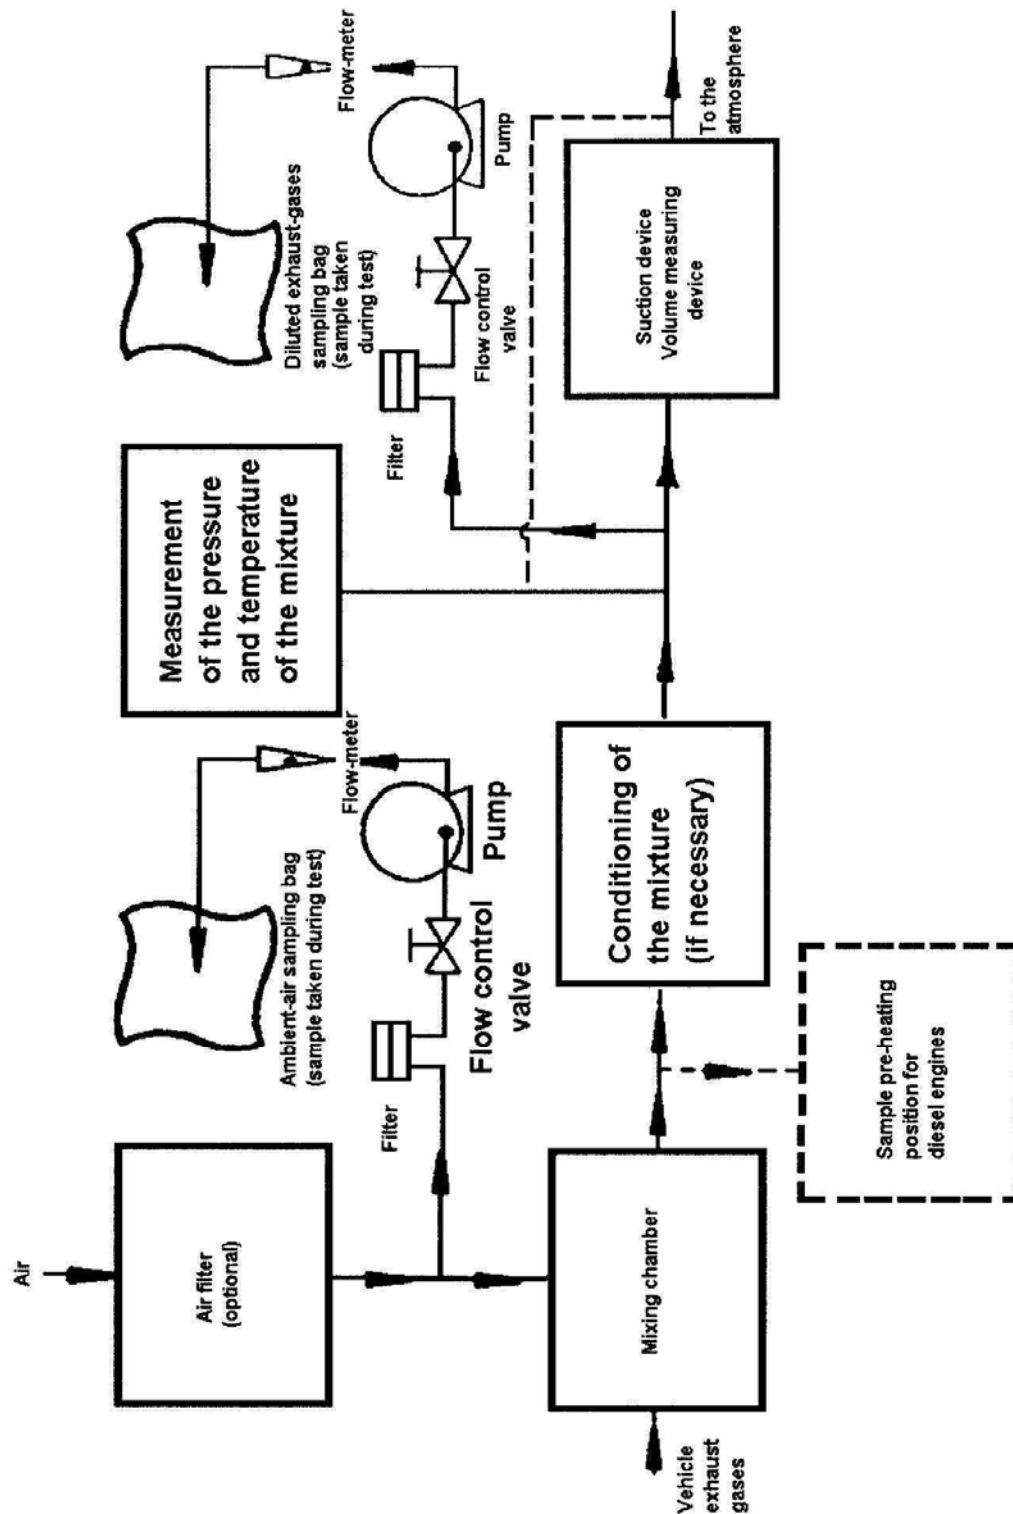 Air
Air filter
(optional)
Ambient-air sampling bag
(sample taken during test)
Flow-meter
Filter
Flow control
valve
Pump
Measurement
of the pressure
and temperature
of the mixture
Diluted exhaust-gases
sampling bag
(sample taken
during test)
Flow-meter
Filter
Flow control
valve
Pump
Vehicle
exhaust
gases
Mixing chamber
Conditioning of
the mixture
(if necessary)
Suction device
Volume measuring
device
To the
atmosphere
Sample pre-heating
position for
diesel engines